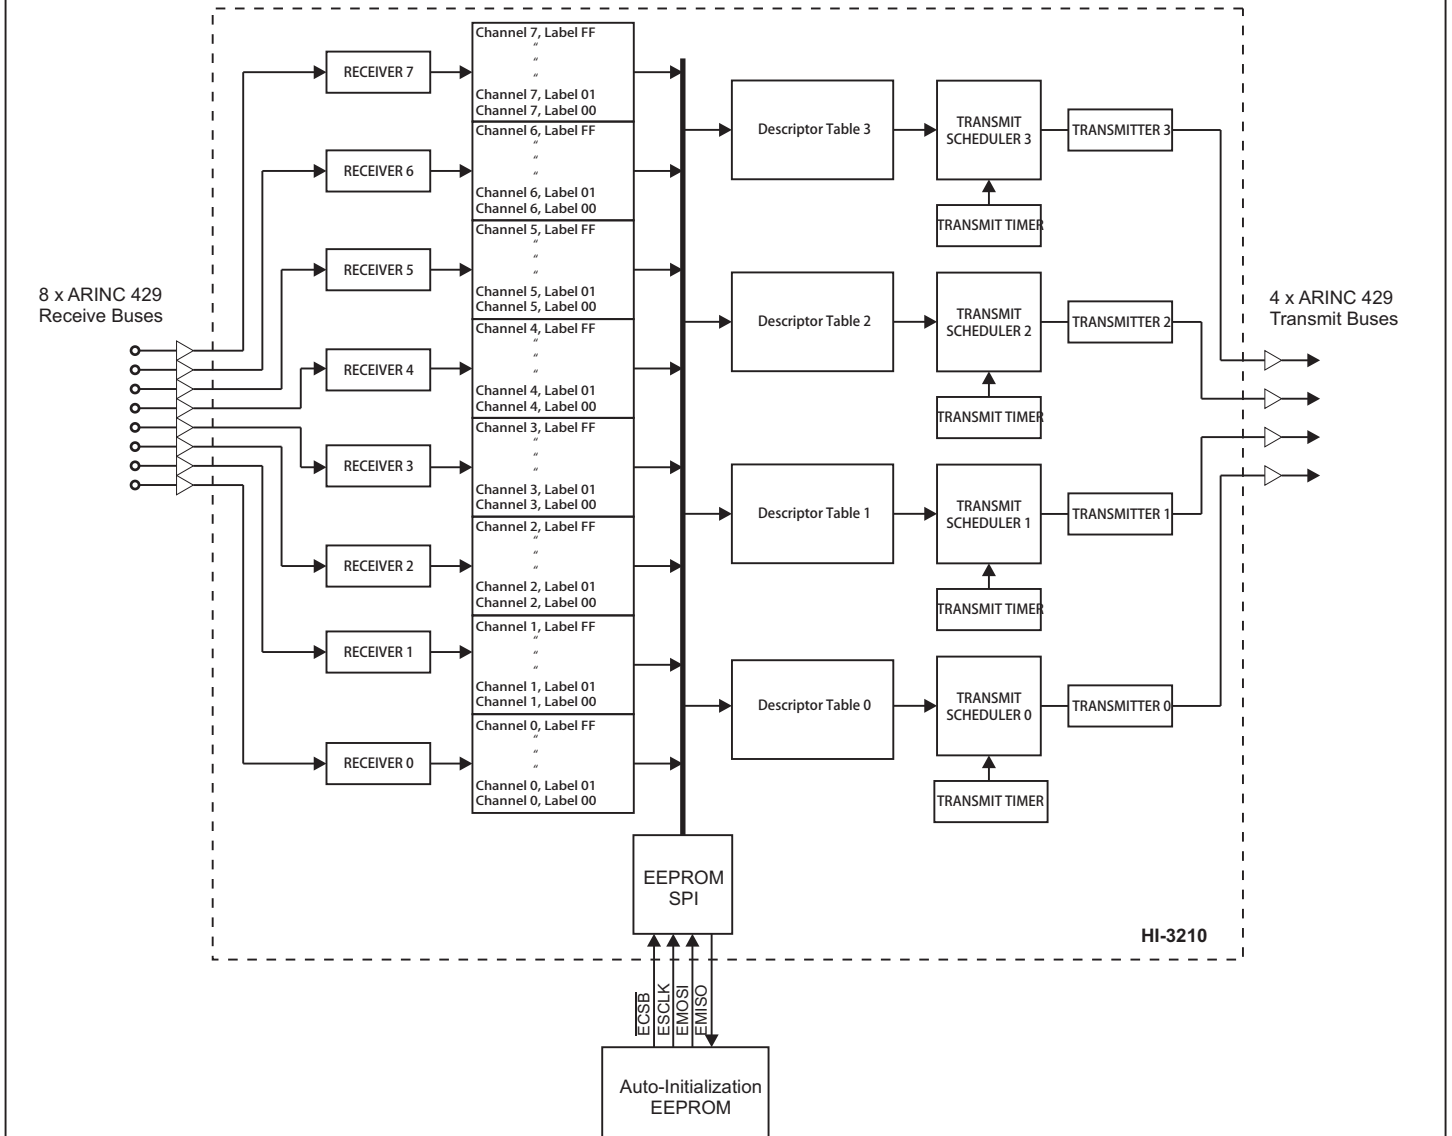 Channel 7, Label FF
"
"
"
Channel 7, Label 01
Channel 7, Label 00
Channel 6, Label FF
"
"
"
Channel 6, Label 01
Channel 6, Label 00
Channel 5, Label FF
"
"
"
Channel 5, Label 01
Channel 5, Label 00
Channel 4, Label FF
"
"
"
Channel 4, Label 01
Channel 4, Label 00
Channel 3, Label FF
"
"
"
Channel 3, Label 01
Channel 3, Label 00
Channel 2, Label FF
"
"
"
Channel 2, Label 01
Channel 2, Label 00
Channel 1, Label FF
"
"
"
Channel 1, Label 01
Channel 1, Label 00
Channel 0, Label FF
"
"
"
Channel 0, Label 01
Channel 0, Label 00
RECEIVER 7
RECEIVER 6
RECEIVER 5
RECEIVER 4
RECEIVER 3
RECEIVER 2
RECEIVER 1
RECEIVER 0
8 x ARINC 429
Receive Buses
Descriptor Table 3
TRANSMIT
SCHEDULER 3
TRANSMITTER 3
TRANSMIT TIMER
Descriptor Table 2
TRANSMIT
SCHEDULER 2
TRANSMITTER 2
TRANSMIT TIMER
Descriptor Table 1
TRANSMIT
SCHEDULER 1
TRANSMITTER 1
TRANSMIT TIMER
Descriptor Table 0
TRANSMIT
SCHEDULER 0
TRANSMITTER 0
TRANSMIT TIMER
4 x ARINC 429
Transmit Buses
EEPROM
SPI
HI-3210
ECSB
ESCLK
EMOSI
EMISO
Auto-Initialization
EEPROM